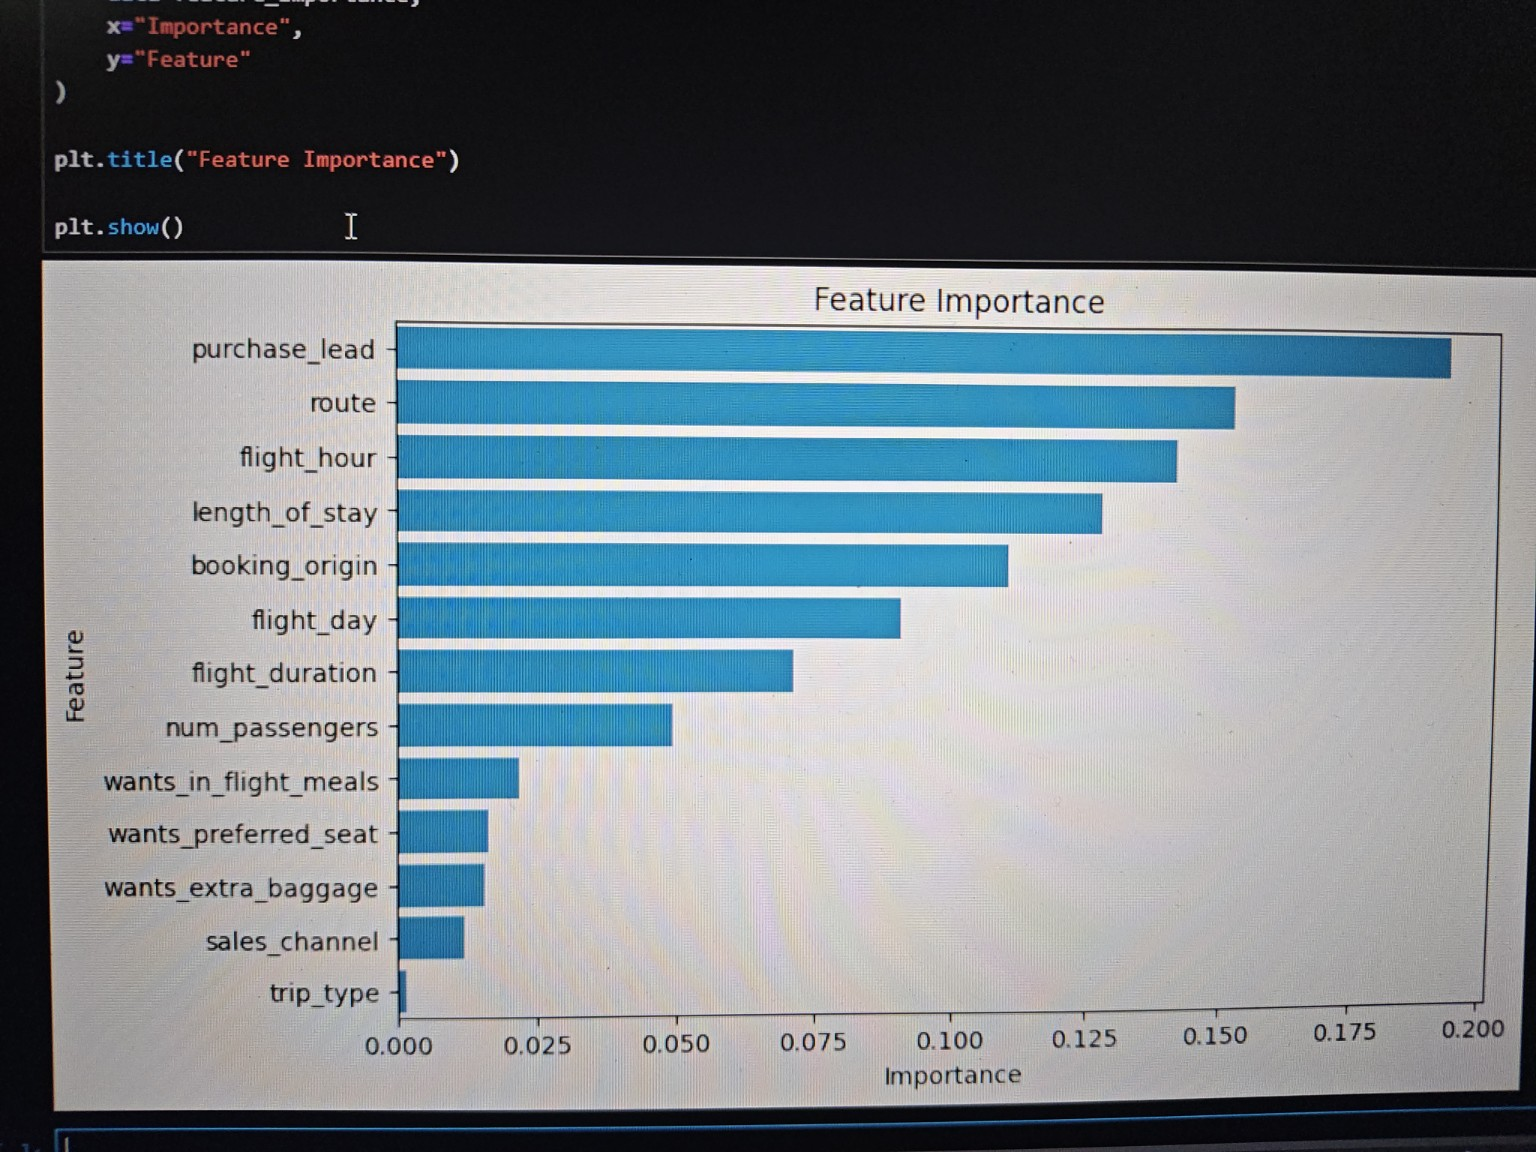 x="Importance",
y="Feature"
)
plt.title("Feature Importance")
plt.show()
Feature Importance
purchase_lead
route
flight_hour
length_of_stay
booking_origin
flight_day
flight_duration
num_passengers
wants_in_flight_meals
wants_preferred_seat
wants_extra_baggage
sales_channel
trip_type
Feature
0.000 0.025 0.050 0.075 0.100 0.125 0.150 0.175 0.200
Importance